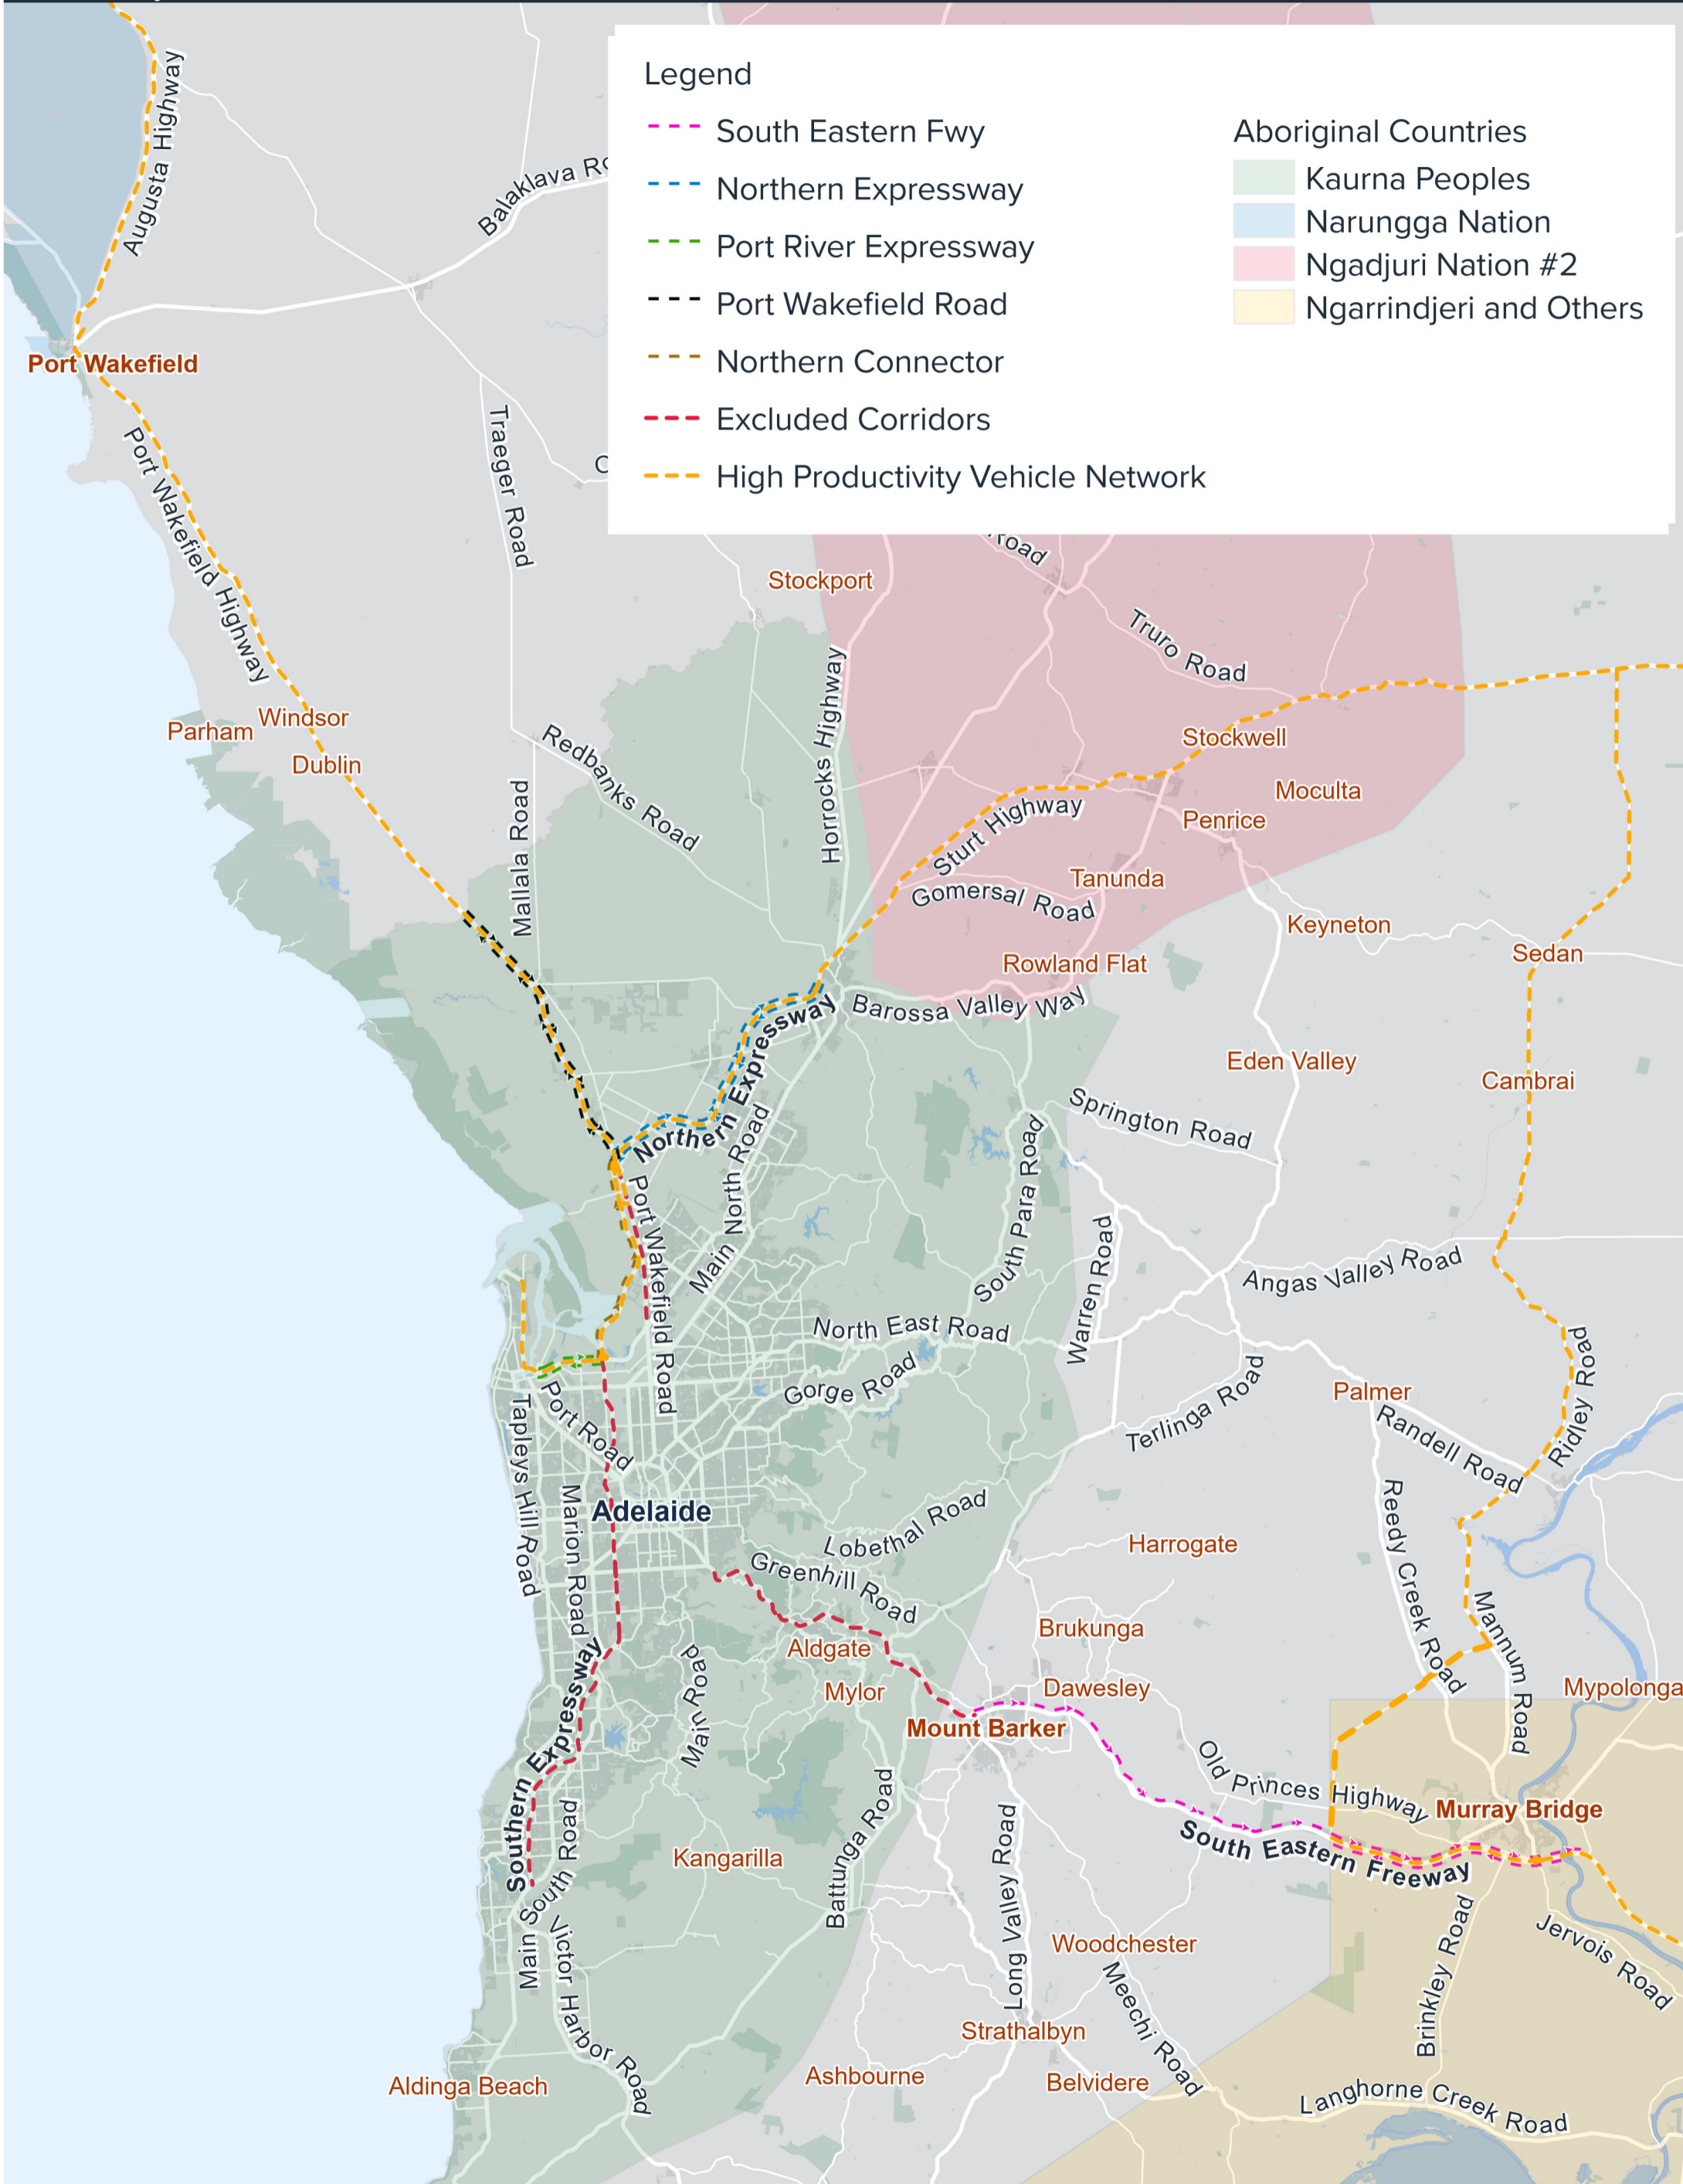 Legend
South Eastern Fwy
Northern Expressway
Port River Expressway
Port Wakefield Road
Northern Connector
Excluded Corridors
High Productivity Vehicle Network
Aboriginal Countries
Kaurna Peoples
Narungga Nation
Ngadjuri Nation #2
Ngarrindjeri and Others
Augusta Highway
Balaklava
Port Wakefield
Traeger Road
Port Wakefield Highway
Road
Stockport
Truro Road
Horrocks Highway
Parham
Windsor
Dublin
Redbanks Road
Stockwell
Mallala Road
Moculta
Penrice
Sturt Highway
Tanunda
Gomersal Road
Keyneton
Sedan
Rowland Flat
Barossa Valley Way
Northern Expressway
Eden Valley
Cambrai
Springton Road
Main North Road
Port Wakefield Road
South Para Road
Warren Road
Angas Valley Road
North East Road
Gorge Road
Ridley Road
Palmer
Terlinga Road
Randell Road
Port Road
Tapleys Hill Road
Marion Road
Adelaide
Lobethal Road
Greenhill Road
Harrogate
Reedy Creek Road
Mannum Road
Brukunga
Aldgate
Mylor
Dawesley
Mypolonga
Main Road
Mount Barker
Southern Expressway
Old Princes Highway
Murray Bridge
South Eastern Freeway
Kangarilla
Battunga Road
Long Valley Road
Main South Road
Victor Harbor Road
Woodchester
Meechi Road
Brinkley Road
Jervois Road
Strathalbyn
Ashbourne
Belvidere
Aldinga Beach
Langhorne Creek Road